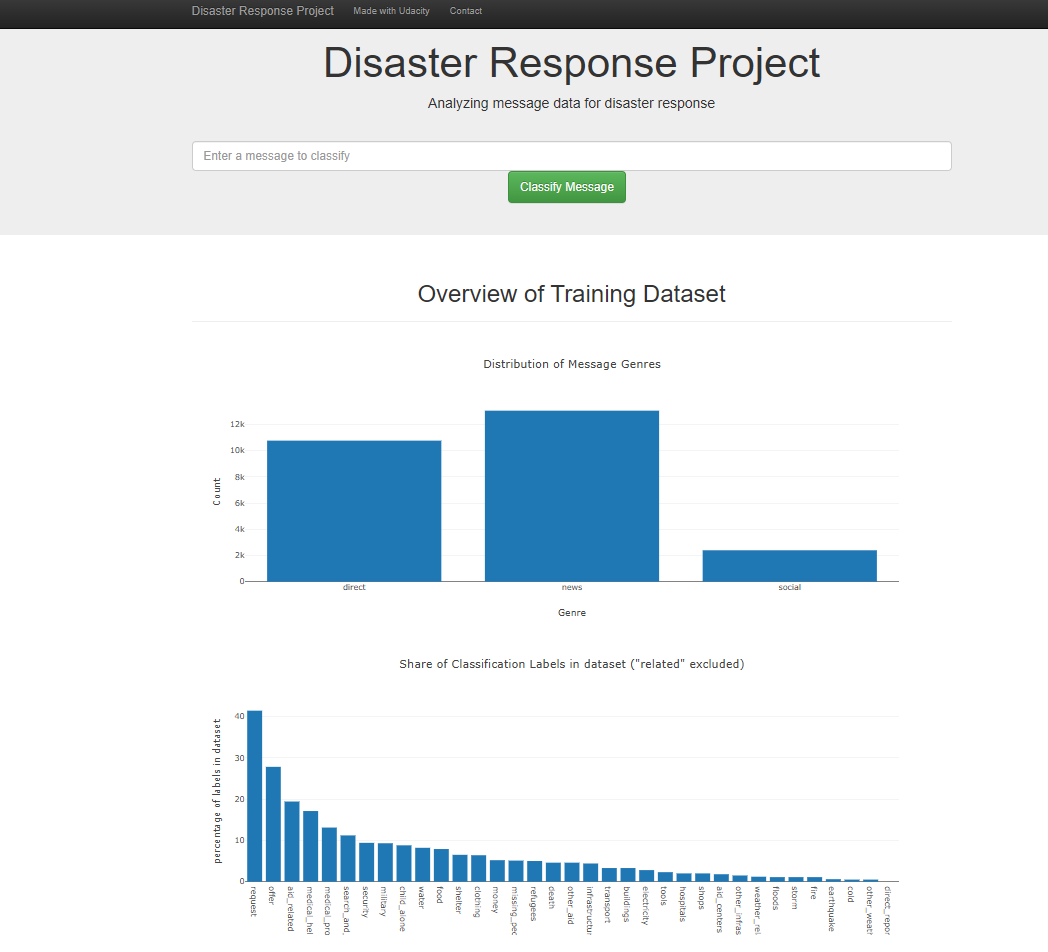 Disaster Response Project Made with Udacity Contact
Disaster Response Project
Analyzing message data for disaster response
Enter a message to classify
Classify Message
Overview of Training Dataset
Distribution of Message Genres
12k
10k
8k
6k
4k
2k
0
Count
direct news social
Genre
Share of Classification Labels in dataset ("related" excluded)
40
30
20
10
0
percentage of labels in dataset
request
offer
aid_related
medical_hel
medical_pro
search_and_
security
military
child_alone
water
food
shelter
clothing
money
missing_peo
refugees
death
other_aid
infrastructur
transport
buildings
electricity
tools
hospitals
shops
aid_centers
other_infras
weather_rel
floods
storm
fire
earthquake
cold
other_weath
direct_repor